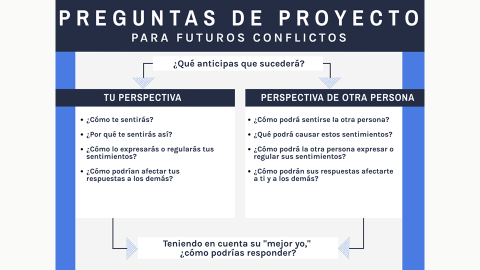 PREGUNTAS DE PROYECTO
PARA FUTUROS CONFLICTOS
¿Qué anticipas que sucederá?
TU PERSPECTIVA
• ¿Cómo te sentirás?
• ¿Por qué te sentirás así?
• ¿Cómo lo expresarás o regularás tus
sentimientos?
• ¿Cómo podrían afectar tus
respuestas a los demás?
PERSPECTIVA DE OTRA PERSONA
• ¿Cómo podrá sentirse la otra persona?
• ¿Qué podrá causar estos sentimientos?
• ¿Cómo podrá la otra persona expresar o
regular sus sentimientos?
• ¿Cómo podrán sus respuestas afectarte
a ti y a los demás?
Teniendo en cuenta su "mejor yo,"
¿cómo podrías responder?